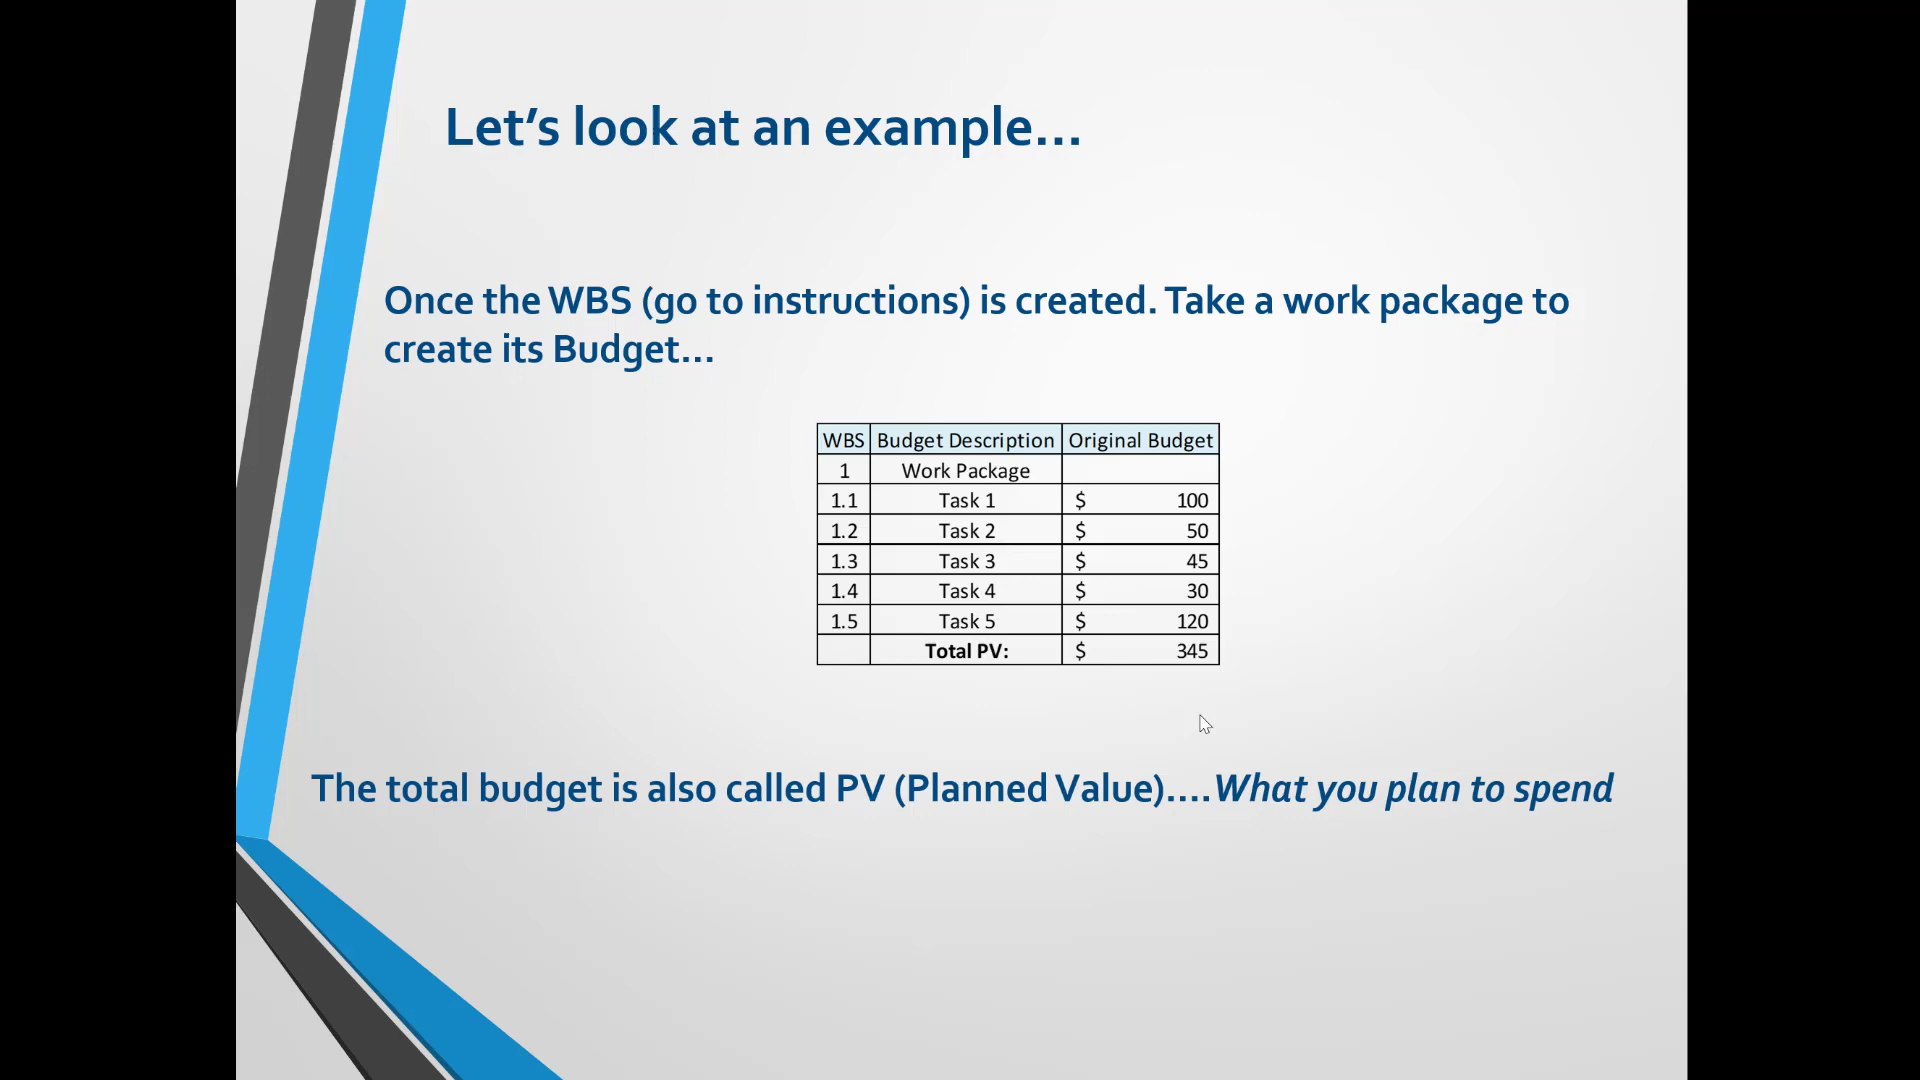 Let’s look at an example...
Once the WBS (go to instructions) is created. Take a work package to
create its Budget...
WBS Budget Description Original Budget
1 Work Package
1.1 Task 1 $ 100
1.2 Task 2 $ 50
1.3 Task 3 $ 45
1.4 Task 4 $ 30
1.5 Task 5 $ 120
Total PV: $ 345
The total budget is also called PV (Planned Value)....What you plan to spend